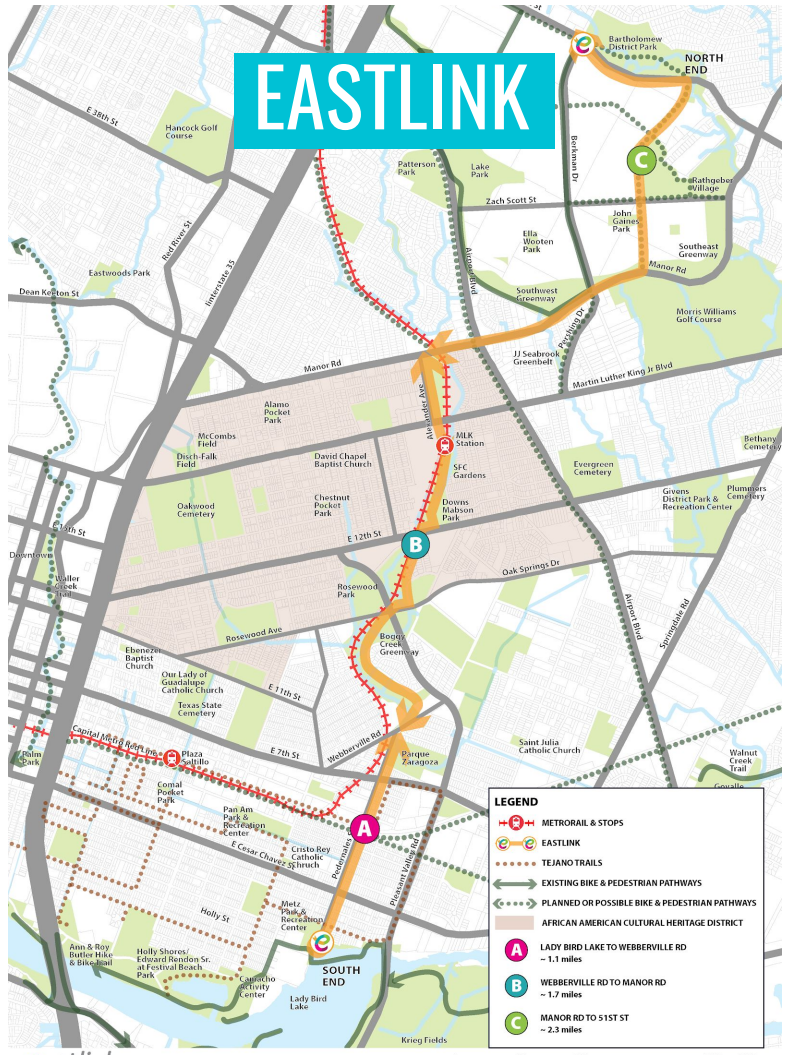 St
Bartholomew
District Park
NORTH
END
EASTLINK
E 38th St
Hancock Golf
Course
Berkman Dr
C
Patterson
Park
Lake
Park
Rathgeber
Village
Zach Scott St
John
Gaines
Park
Red River St
Ella
Wooten
Park
Southeast
Greenway
Airport Blvd
Manor Rd
Eastwoods Park
Interstate 35
Dean Keeton St
Southwest
Greenway
Morris Williams
Golf Course
Pershing Dr
JJ Seabrook
Greenbelt
Manor Rd
Martin Luther King Jr Blvd
Alexander Ave
Alamo
Pocket
Park
McCombs
Field
MLK
Station
Bethany
Cemetery
Disch-Falk
Field
David Chapel
Baptist Church
SFC
Gardens
Evergreen
Cemetery
Givens
District Park &
Recreation Center
Plummers
Cemetery
Oakwood
Cemetery
Chestnut
Pocket
Park
Downs
Mabson
Park
E 15th St
E 12th St
B
Downtown
Oak Springs Dr
Waller
Creek
Trail
Rosewood
Park
Airport Blvd
Springdale Rd
Rosewood Ave
Boggy
Creek
Greenway
Ebenezer
Baptist
Church
Our Lady of
Guadalupe
Catholic Church
E 11th St
Texas State
Cemetery
Capital Metro Red Line
E 7th St
Webberville Rd
Saint Julia
Catholic Church
Palm
Park
Plaza
Saltillo
Parque
Zaragoza
Walnut
Creek
Trail
Govalle
Comal
Pocket
Park
Pan Am
Park &
Recreation
Center
A
E Cesar Chavez St
Cristo Rey
Catholic
Chruch
Pedernales
Pleasant Valley Rd
Holly St
Metz
Park &
Recreation
Center
Ann & Roy
Butler Hike
& Bike Trail
Holly Shores/
Edward Rendon Sr.
at Festival Beach
Park
SOUTH
END
Camacho
Activity
Center
Lady Bird
Lake
Krieg Fields
LEGEND
METRORAIL & STOPS
EASTLINK
TEJANO TRAILS
EXISTING BIKE & PEDESTRIAN PATHWAYS
PLANNED OR POSSIBLE BIKE & PEDESTRIAN PATHWAYS
AFRICAN AMERICAN CULTURAL HERITAGE DISTRICT
A LADY BIRD LAKE TO WEBBERVILLE RD
~ 1.1 miles
B WEBBERVILLE RD TO MANOR RD
~ 1.7 miles
C MANOR RD TO 51ST ST
~ 2.3 miles